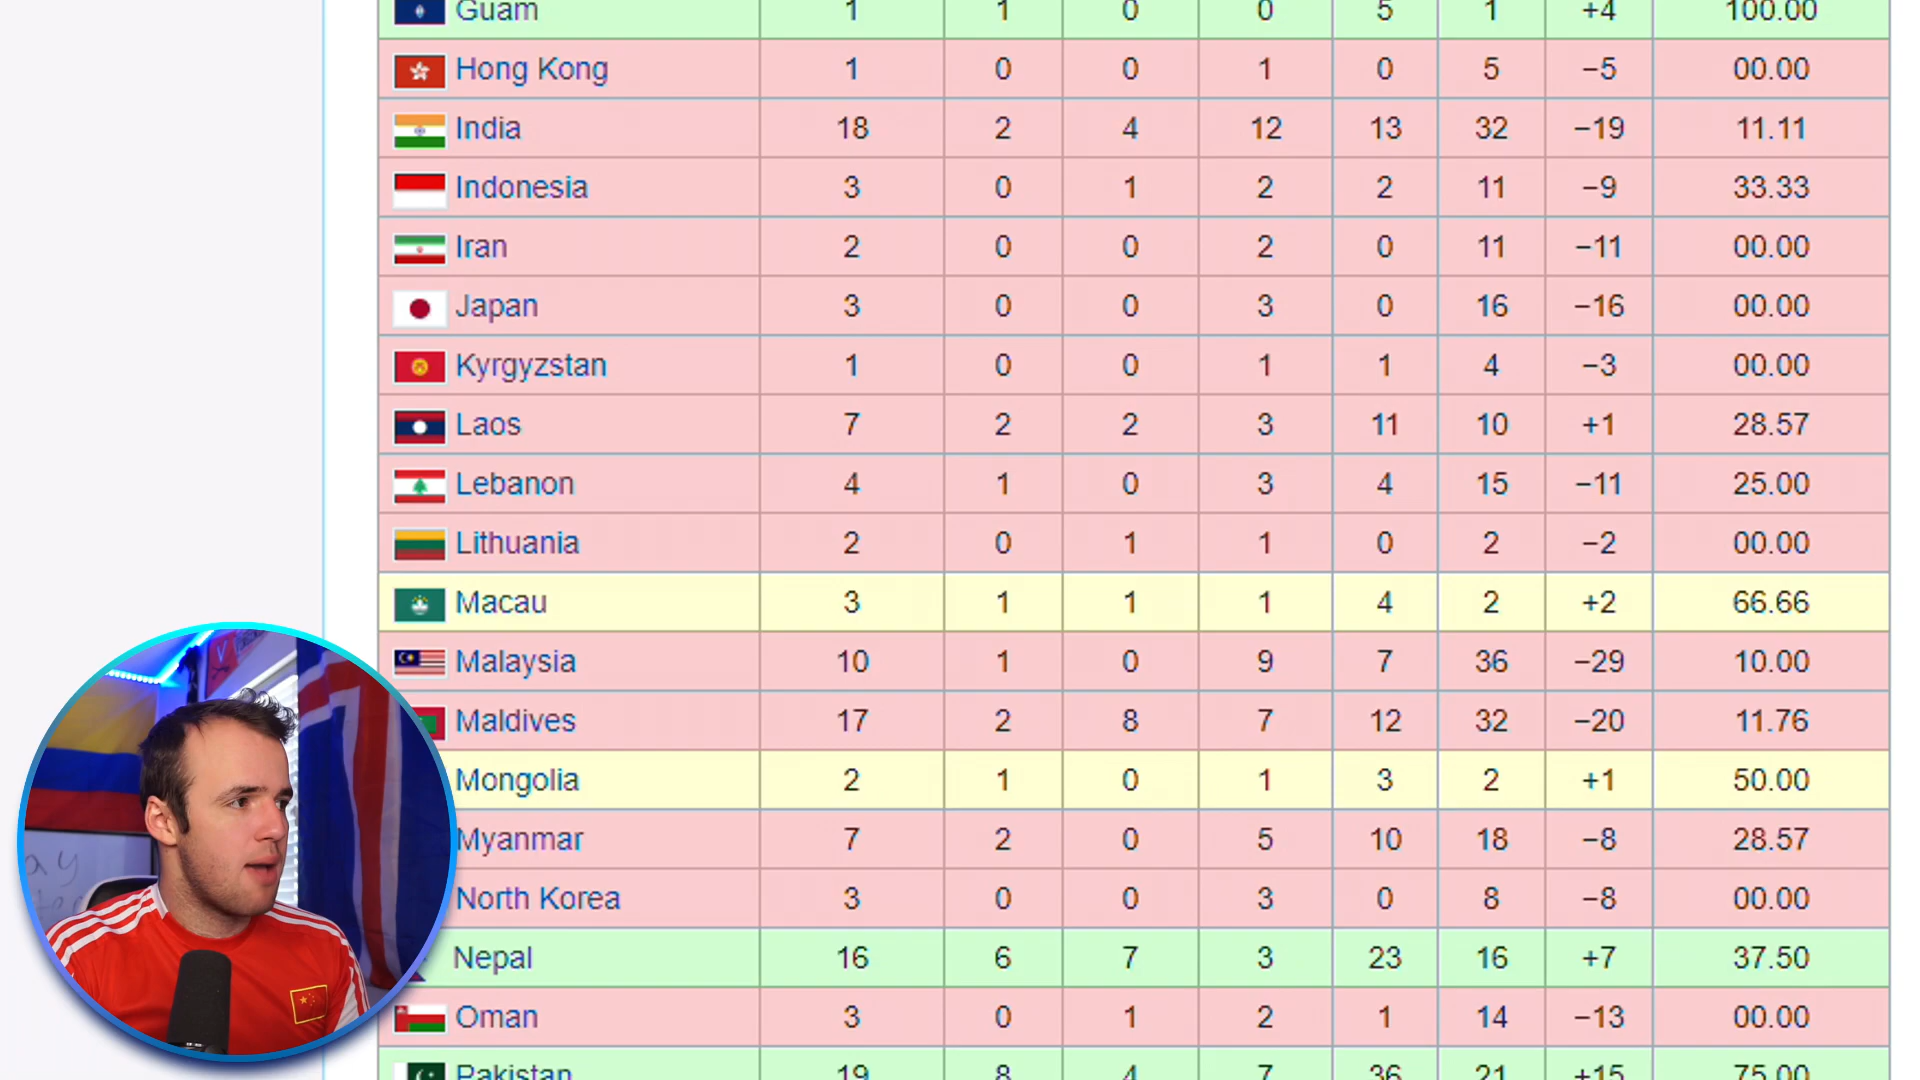 Guam 1 1 0 0 5 1 +4 100.00
Hong Kong 1 0 0 1 0 5 −5 00.00
India 18 2 4 12 13 32 −19 11.11
Indonesia 3 0 1 2 2 11 −9 33.33
Iran 2 0 0 2 0 11 −11 00.00
Japan 3 0 0 3 0 16 −16 00.00
Kyrgyzstan 1 0 0 1 1 4 −3 00.00
Laos 7 2 2 3 11 10 +1 28.57
Lebanon 4 1 0 3 4 15 −11 25.00
Lithuania 2 0 1 1 0 2 −2 00.00
Macau 3 1 1 1 4 2 +2 66.66
Malaysia 10 1 0 9 7 36 −29 10.00
Maldives 17 2 8 7 12 32 −20 11.76
Mongolia 2 1 0 1 3 2 +1 50.00
Myanmar 7 2 0 5 10 18 −8 28.57
North Korea 3 0 0 3 0 8 −8 00.00
Nepal 16 6 7 3 23 16 +7 37.50
Oman 3 0 1 2 1 14 −13 00.00
Pakistan 19 8 4 7 36 21 +15 75.00